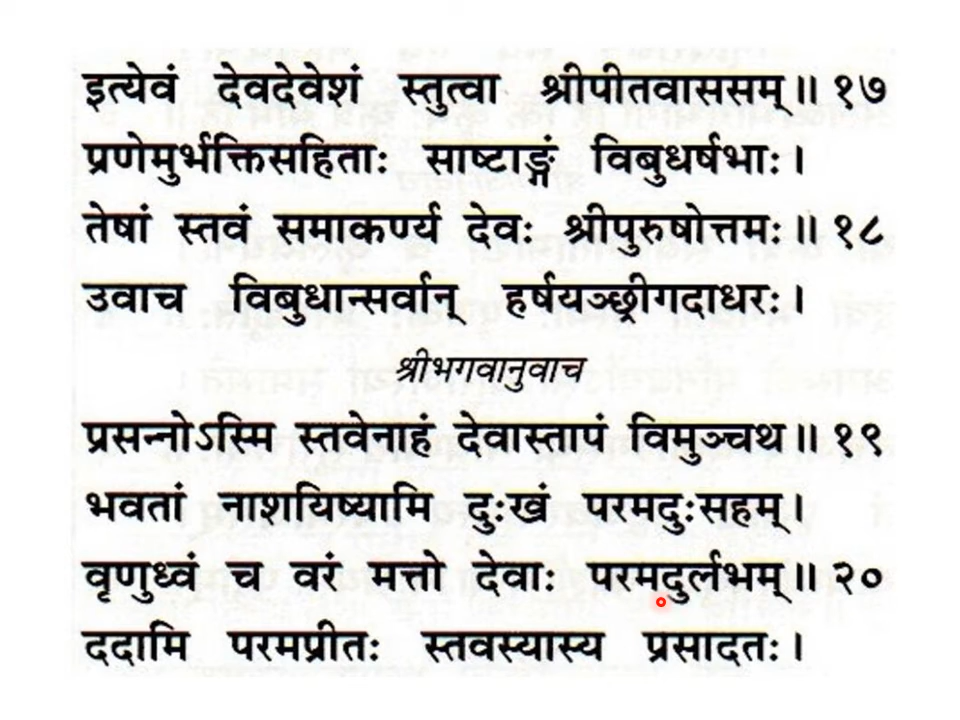 इत्येवं देवदेवेशं स्तुत्वा श्रीपीतवाससम्॥ १७
प्रणेमुर्भक्तिसहिताः साष्टाङ्गं विबुधर्षभाः।
तेषां स्तवं समाकर्ण्य देवः श्रीपुरुषोत्तमः॥ १८
उवाच विबुधान्सर्वान् हर्षयञ्छ्रीगदाधरः।
श्रीभगवानुवाच
प्रसन्नोऽस्मि स्तवेनाहं देवास्तापं विमुञ्चथ॥ १९
भवतां नाशयिष्यामि दुःखं परमदुःसहम्।
वृणुध्वं च वरं मत्तो देवाः परमदुर्लभम्॥ २०
ददामि परमप्रीतः स्तवस्यास्य प्रसादतः।